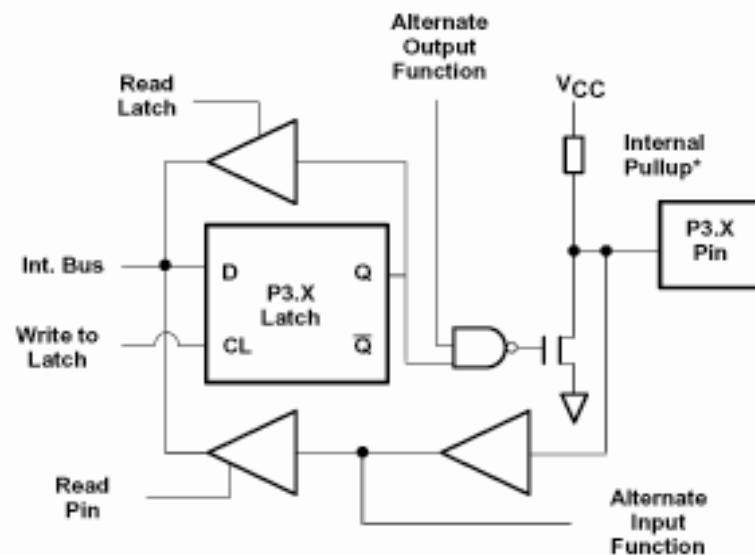 Alternate
Output
Function
Read
Latch
VCC
Internal
Pullup*
P3.X
Pin
Int. Bus
D
Q
P3.X
Latch
Write to
Latch
CL
Q̅
Read
Pin
Alternate
Input
Function